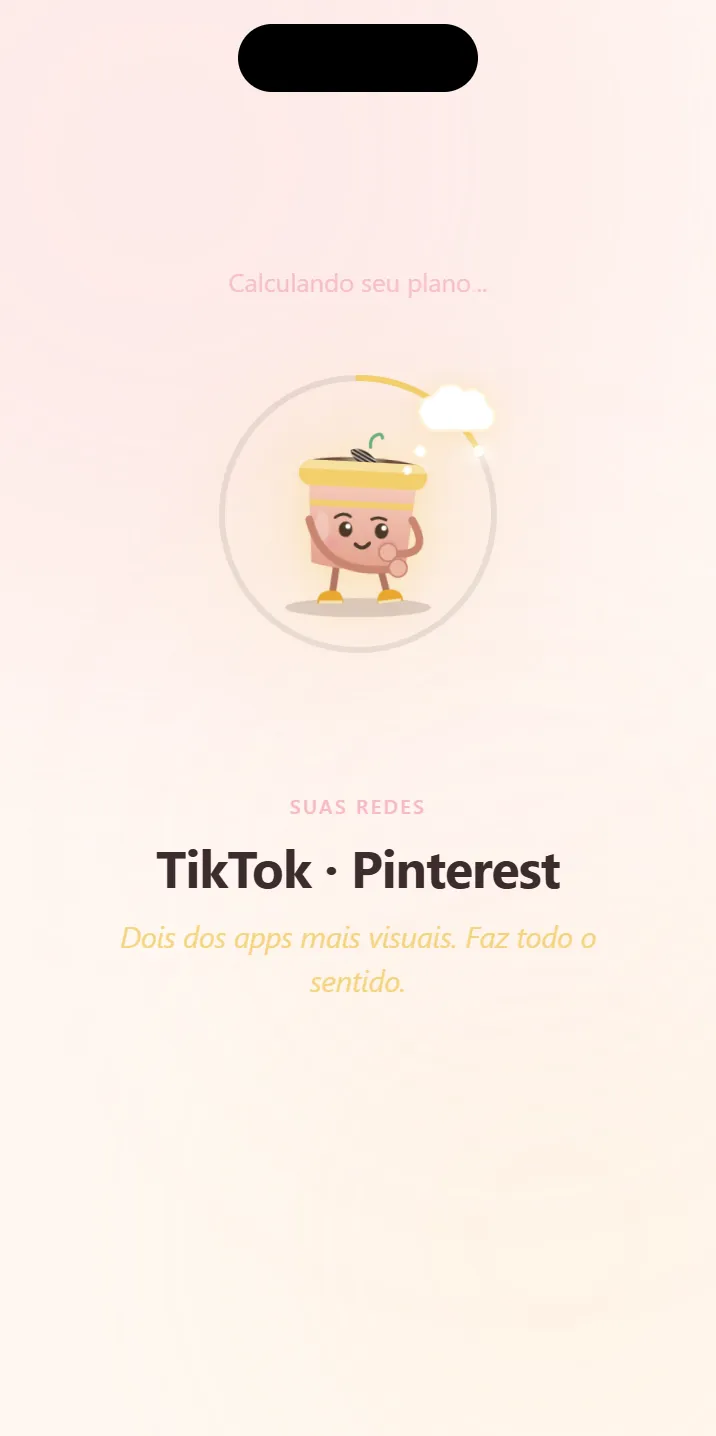 Calculando seu plano...
SUAS REDES
TikTok · Pinterest
Dois dos apps mais visuais. Faz todo o
sentido.